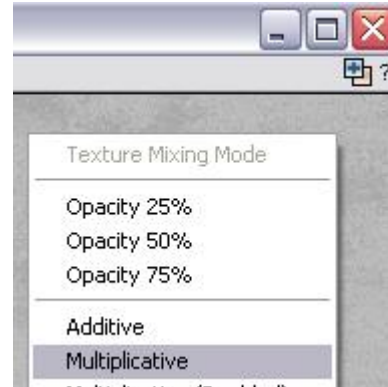 ?
Texture Mixing Mode
Opacity 25%
Opacity 50%
Opacity 75%
Additive
Multiplicative